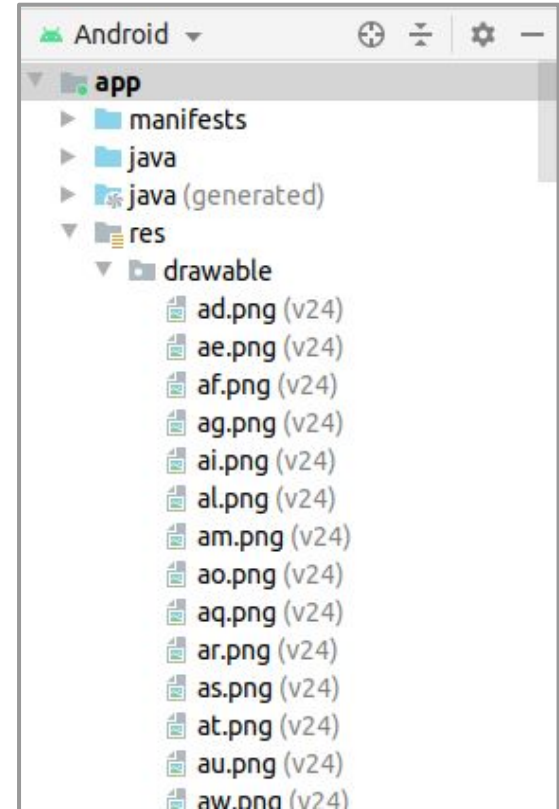 Android
app
manifests
java
java (generated)
res
drawable
ad.png (v24)
ae.png (v24)
af.png (v24)
ag.png (v24)
ai.png (v24)
al.png (v24)
am.png (v24)
ao.png (v24)
aq.png (v24)
ar.png (v24)
as.png (v24)
at.png (v24)
au.png (v24)
aw.png (v24)